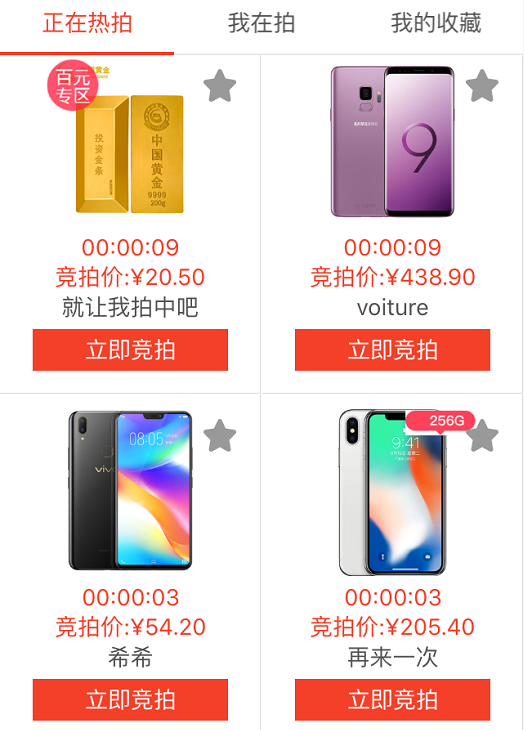 正在热拍
我在拍
我的收藏
百元
专区
黄金
投资金条
中国黄金
9999
200g
00:00:09
竞拍价:¥20.50
就让我拍中吧
立即竞拍
SAMSUNG
9
00:00:09
竞拍价:¥438.90
voiture
立即竞拍
vivo
08:05
00:00:03
竞拍价:¥54.20
希希
立即竞拍
256G
9:41
00:00:03
竞拍价:¥205.40
再来一次
立即竞拍